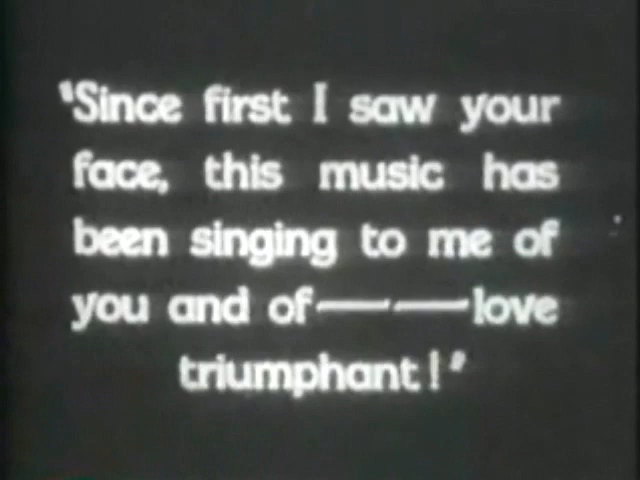 'Since first I saw your
face, this music has
been singing to me of
you and of — — love
triumphant!'